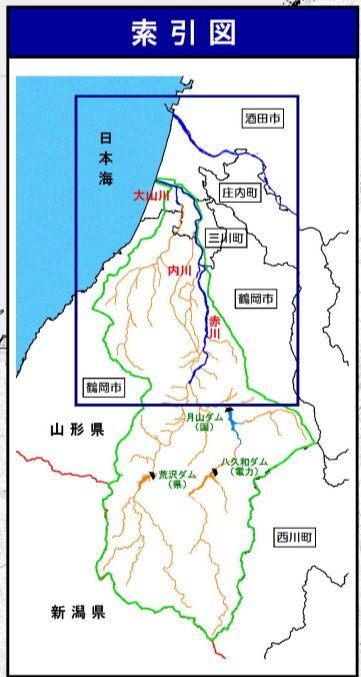 索引図
酒田市
日本海
庄内町
大山川
三川町
内川
鶴岡市
赤川
鶴岡市
月山ダム
(国)
山形県
八久和ダム
(電力)
荒沢ダム
(県)
西川町
新潟県